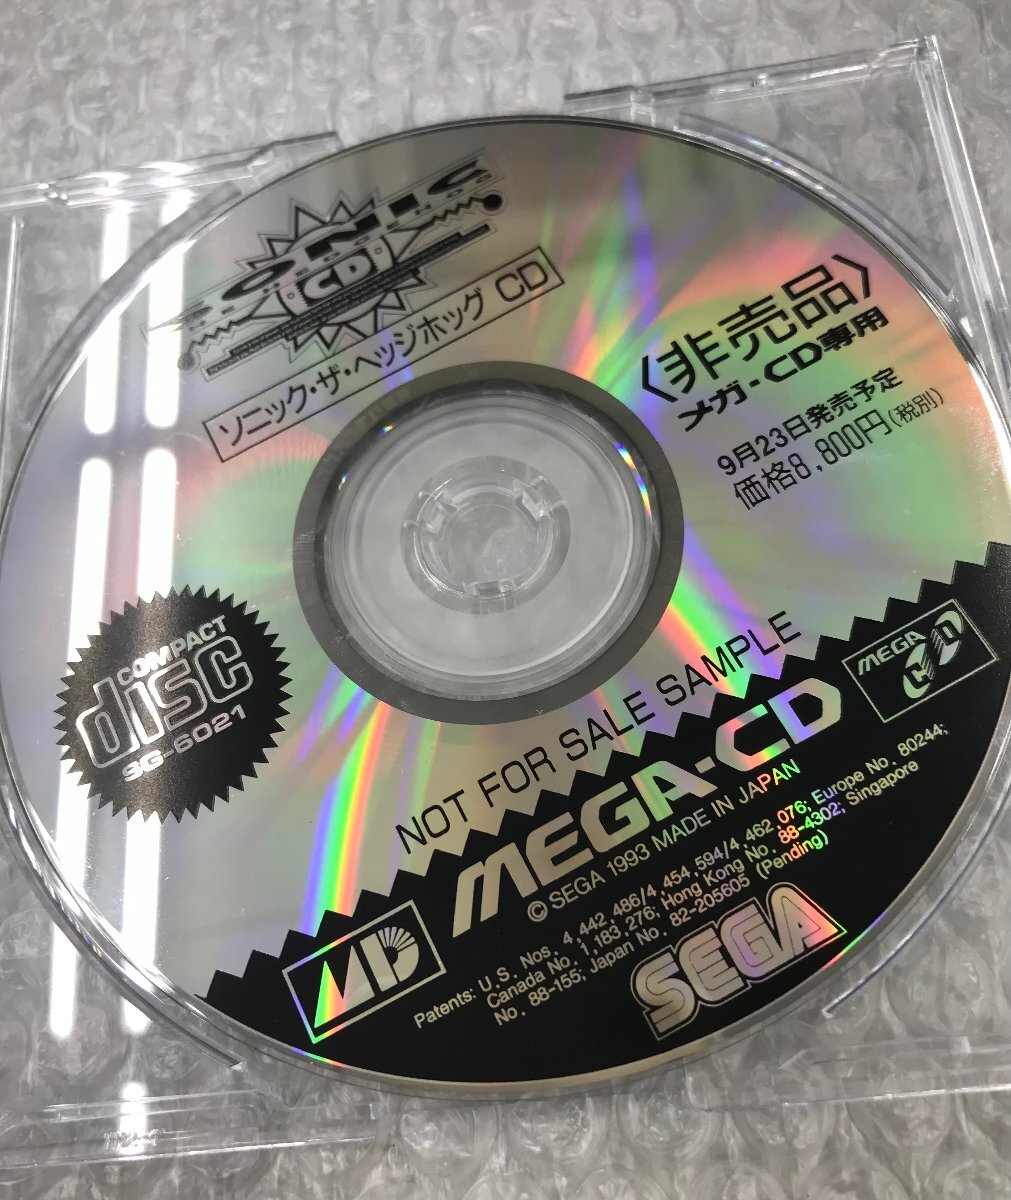 SONIC
CD
ソニック・ザ・ヘッジホッグ CD
〈非売品〉
メガ-CD専用
9月23日発売予定
価格8,800円(税別)
COMPACT
disc
SG-6021
NOT FOR SALE SAMPLE
MEGA-CD
MEGA
CD
© SEGA 1993 MADE IN JAPAN
MD
Patents: U.S. Nos. 4,442,486/4,454,594/4,462,076; Europe No. 80244;
Canada No. 1,183,276; Hong Kong No. 88-4302; Singapore
No. 88-155; Japan No. 82-205605 (Pending)
SEGA